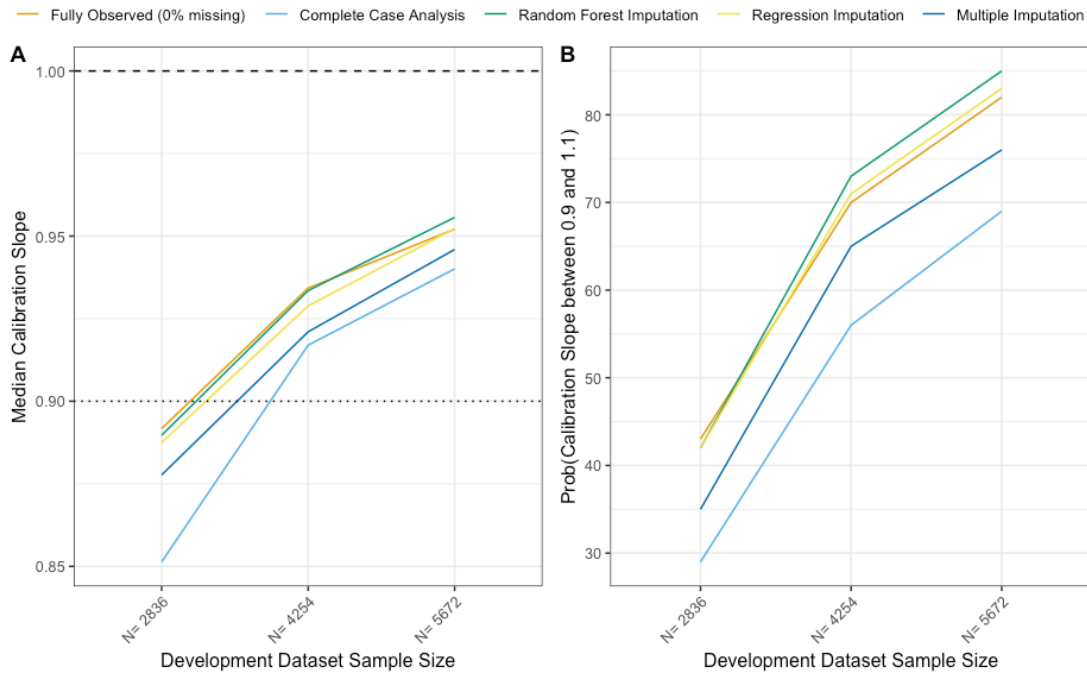 Fully Observed (0% missing) Complete Case Analysis Random Forest Imputation Regression Imputation Multiple Imputation
A
1.00
0.95
0.90
0.85
Median Calibration Slope
N= 2836
N= 4254
N= 5672
Development Dataset Sample Size
B
80
70
60
50
40
30
Prob(Calibration Slope between 0.9 and 1.1)
N= 2836
N= 4254
N= 5672
Development Dataset Sample Size